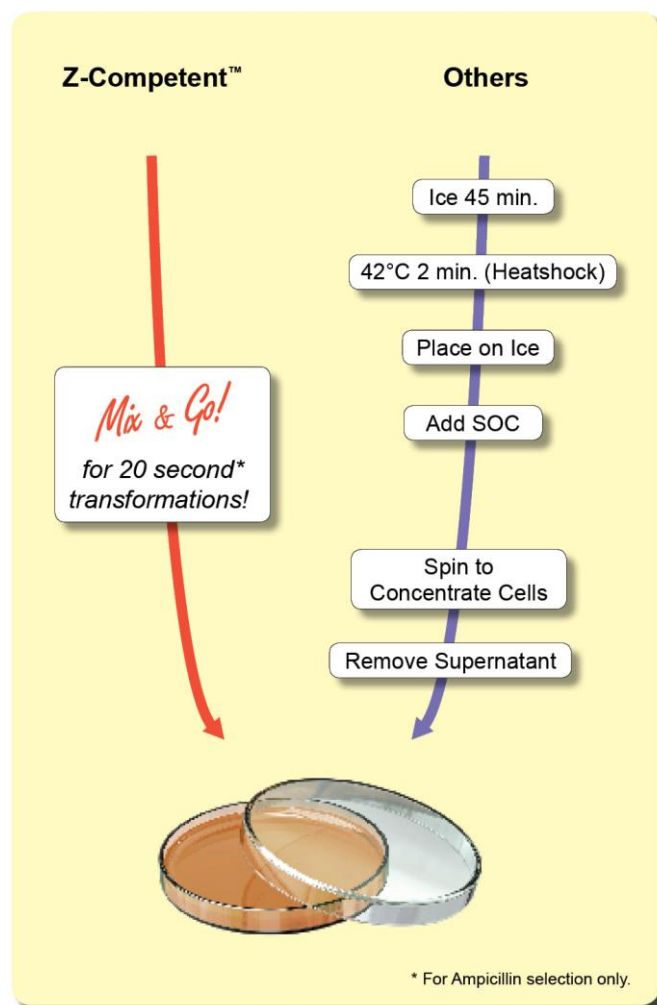 Z-Competent™
Others
Ice 45 min.
42°C 2 min. (Heatshock)
Place on Ice
Add SOC
Mix & Go!
for 20 second*
transformations!
Spin to
Concentrate Cells
Remove Supernatant
* For Ampicillin selection only.